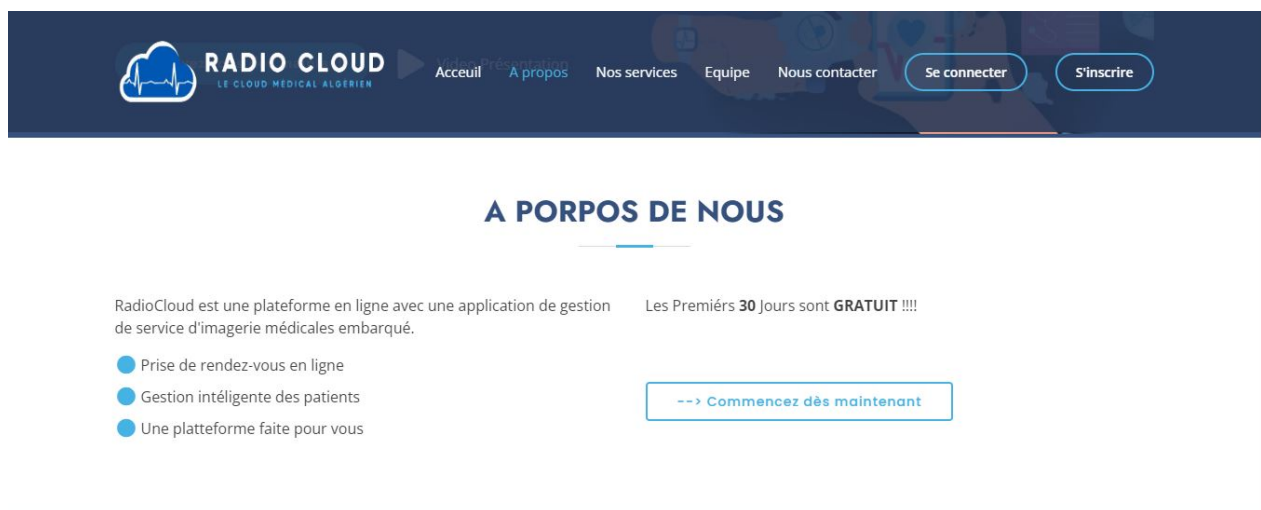 RADIO CLOUD
LE CLOUD MÉDICAL ALGÉRIEN
Video Présentation
Acceuil A propos Nos services Equipe Nous contacter Se connecter S'inscrire
A PORPOS DE NOUS
RadioCloud est une plateforme en ligne avec une application de gestion
de service d'imagerie médicales embarqué.
Prise de rendez-vous en ligne
Gestion intéligente des patients
Une platteforme faite pour vous
Les Premiérs 30 Jours sont GRATUIT !!!!
--> Commencez dès maintenant